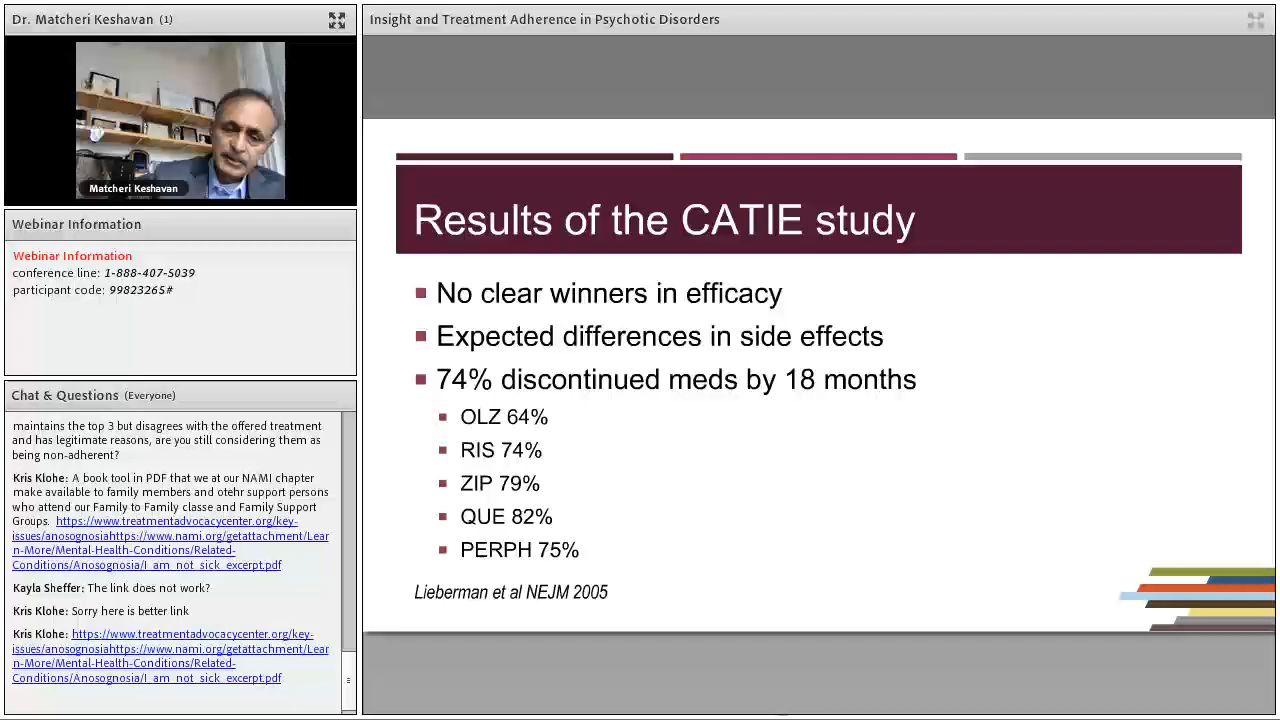 Dr. Matcheri Keshavan (1)
Matcheri Keshavan
Webinar Information
Webinar Information
conference line: 1-888-407-5039
participant code: 99823265#
Chat & Questions (Everyone)
maintains the top 3 but disagrees with the offered treatment
and has legitimate reasons, are you still considering them as
being non-adherent?
Kris Klohe: A book tool in PDF that we at our NAMI chapter
make available to family members and otehr support persons
who attend our Family to Family classe and Family Support
Groups. https://www.treatmentadvocacycenter.org/key-
issues/anosognosiahttps://www.nami.org/getattachment/Lear
n-More/Mental-Health-Conditions/Related-
Conditions/Anosognosia/I_am_not_sick_excerpt.pdf
Kayla Sheffer: The link does not work?
Kris Klohe: Sorry here is better link
Kris Klohe: https://www.treatmentadvocacycenter.org/key-
issues/anosognosiahttps://www.nami.org/getattachment/Lear
n-More/Mental-Health-Conditions/Related-
Conditions/Anosognosia/I_am_not_sick_excerpt.pdf
Insight and Treatment Adherence in Psychotic Disorders
Results of the CATIE study
No clear winners in efficacy
Expected differences in side effects
74% discontinued meds by 18 months
OLZ 64%
RIS 74%
ZIP 79%
QUE 82%
PERPH 75%
Lieberman et al NEJM 2005